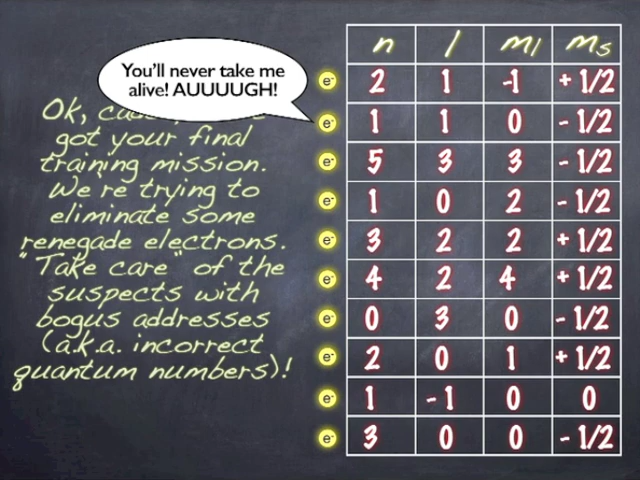 You'll never take me
alive! AUUUUGH!
Ok,
got your final
training mission.
We're trying to
eliminate some
renegade electrons.
"Take care" of the
suspects with
bogus addresses
(a.k.a. incorrect
quantum numbers)!
n l ml ms
e- 2 1 -1 + 1/2
e- 1 1 0 - 1/2
e- 5 3 3 - 1/2
e- 1 0 2 - 1/2
e- 3 2 2 + 1/2
e- 4 2 4 + 1/2
e- 0 3 0 - 1/2
e- 2 0 1 + 1/2
e- 1 - 1 0 0
e- 3 0 0 - 1/2